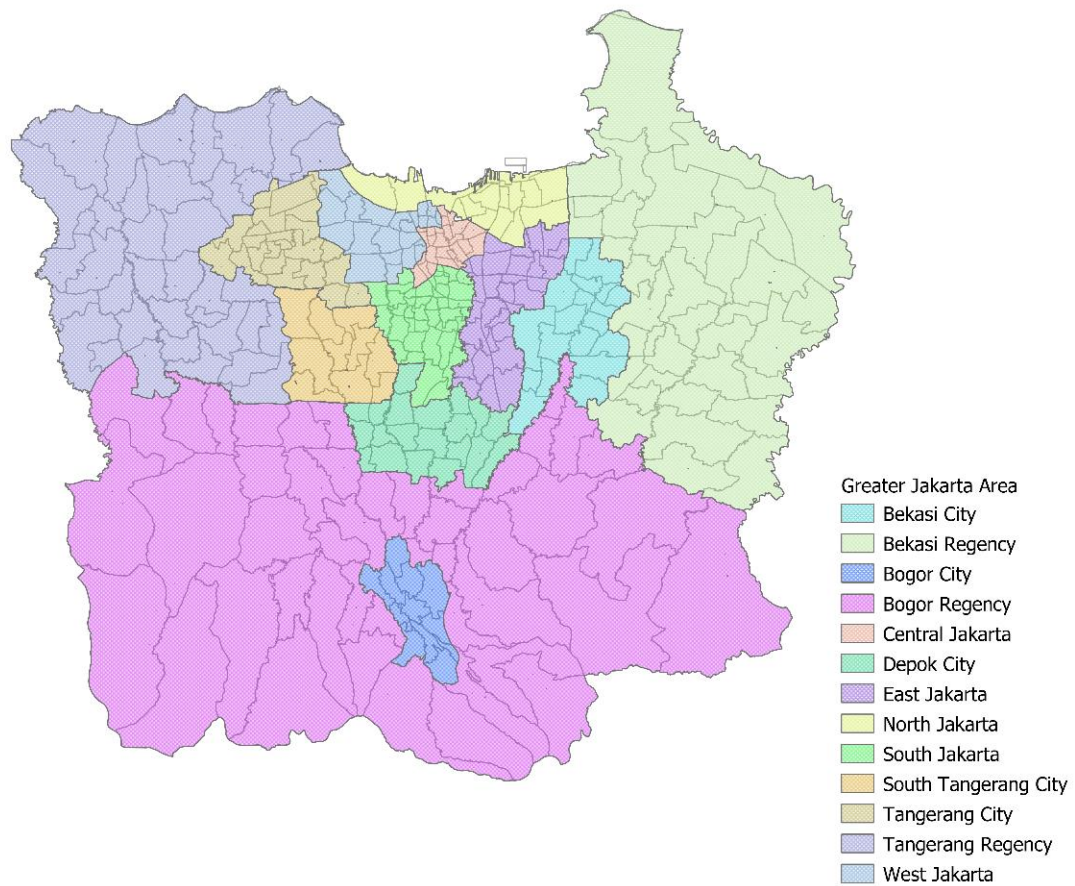 Greater Jakarta Area
Bekasi City
Bekasi Regency
Bogor City
Bogor Regency
Central Jakarta
Depok City
East Jakarta
North Jakarta
South Jakarta
South Tangerang City
Tangerang City
Tangerang Regency
West Jakarta